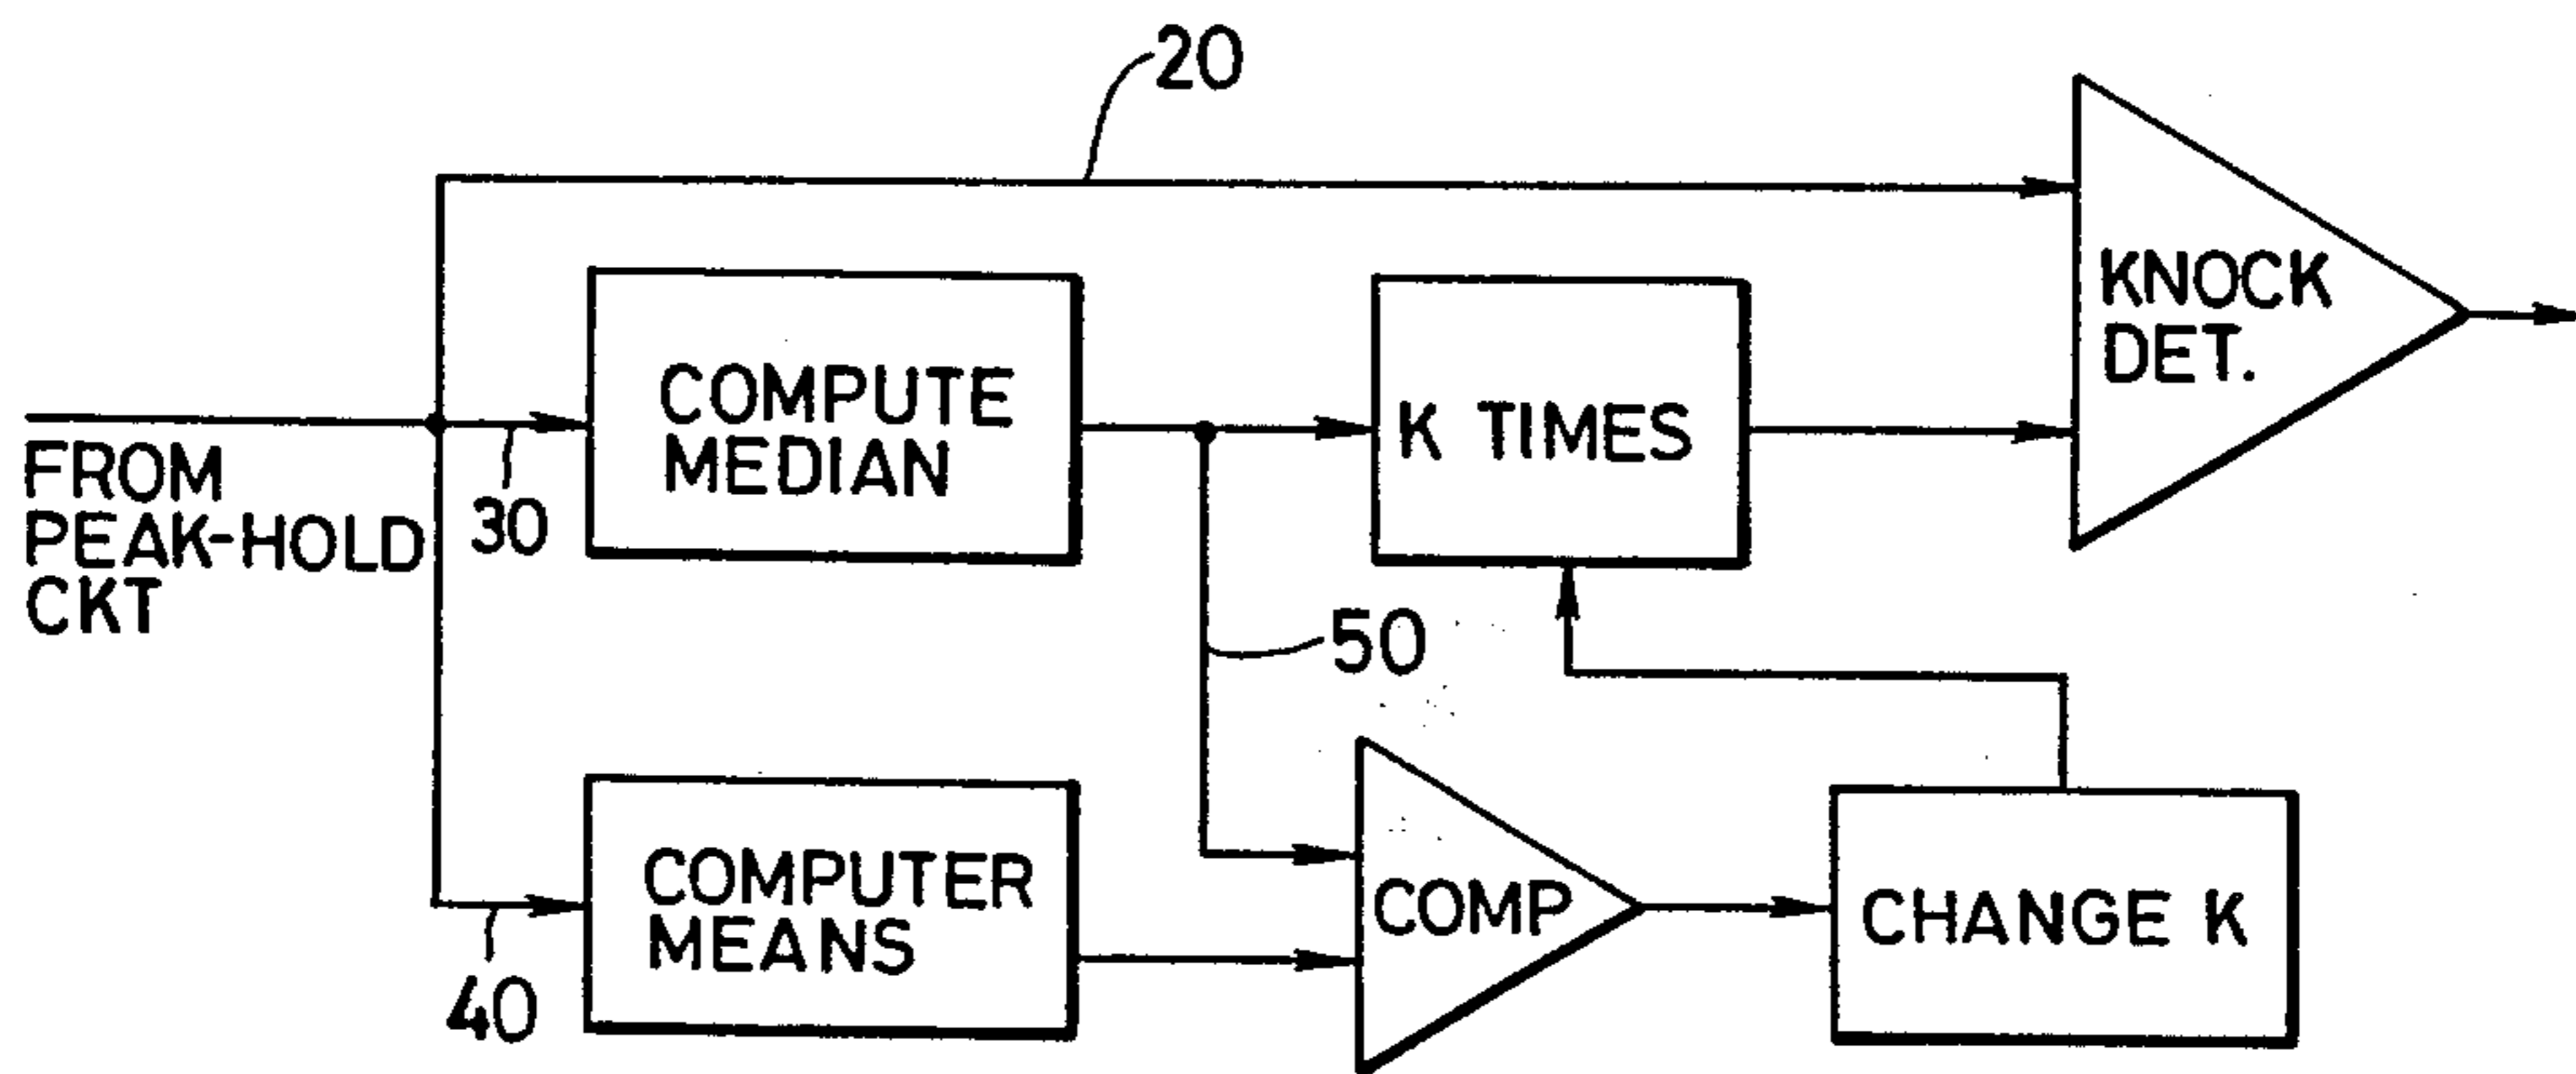 20
KNOCK
DET.
COMPUTE
MEDIAN
K TIMES
FROM
PEAK-HOLD
CKT
30
50
COMPUTER
MEANS
COMP
CHANGE K
40